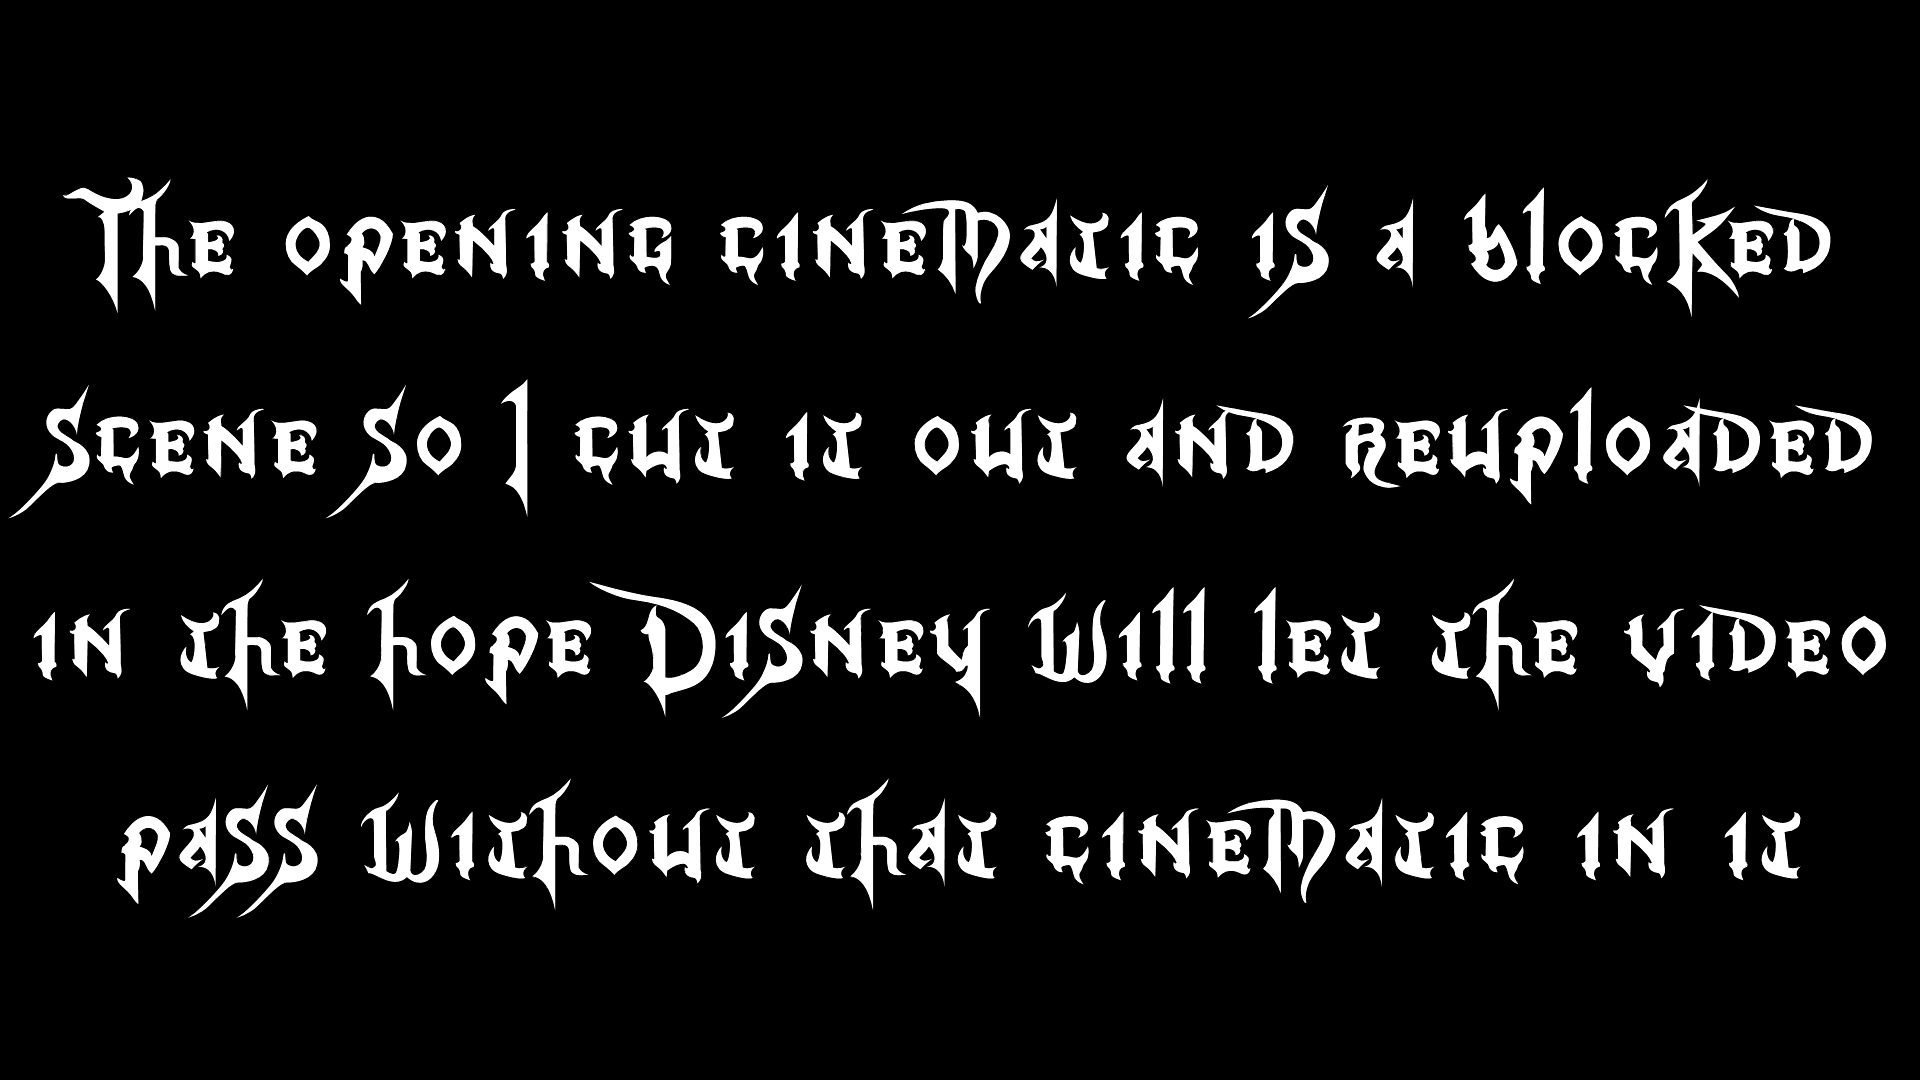 The opening cinematic is a blocked
scene so I cut it out and reuploaded
in the hope Disney will let the video
pass without that cinematic in it